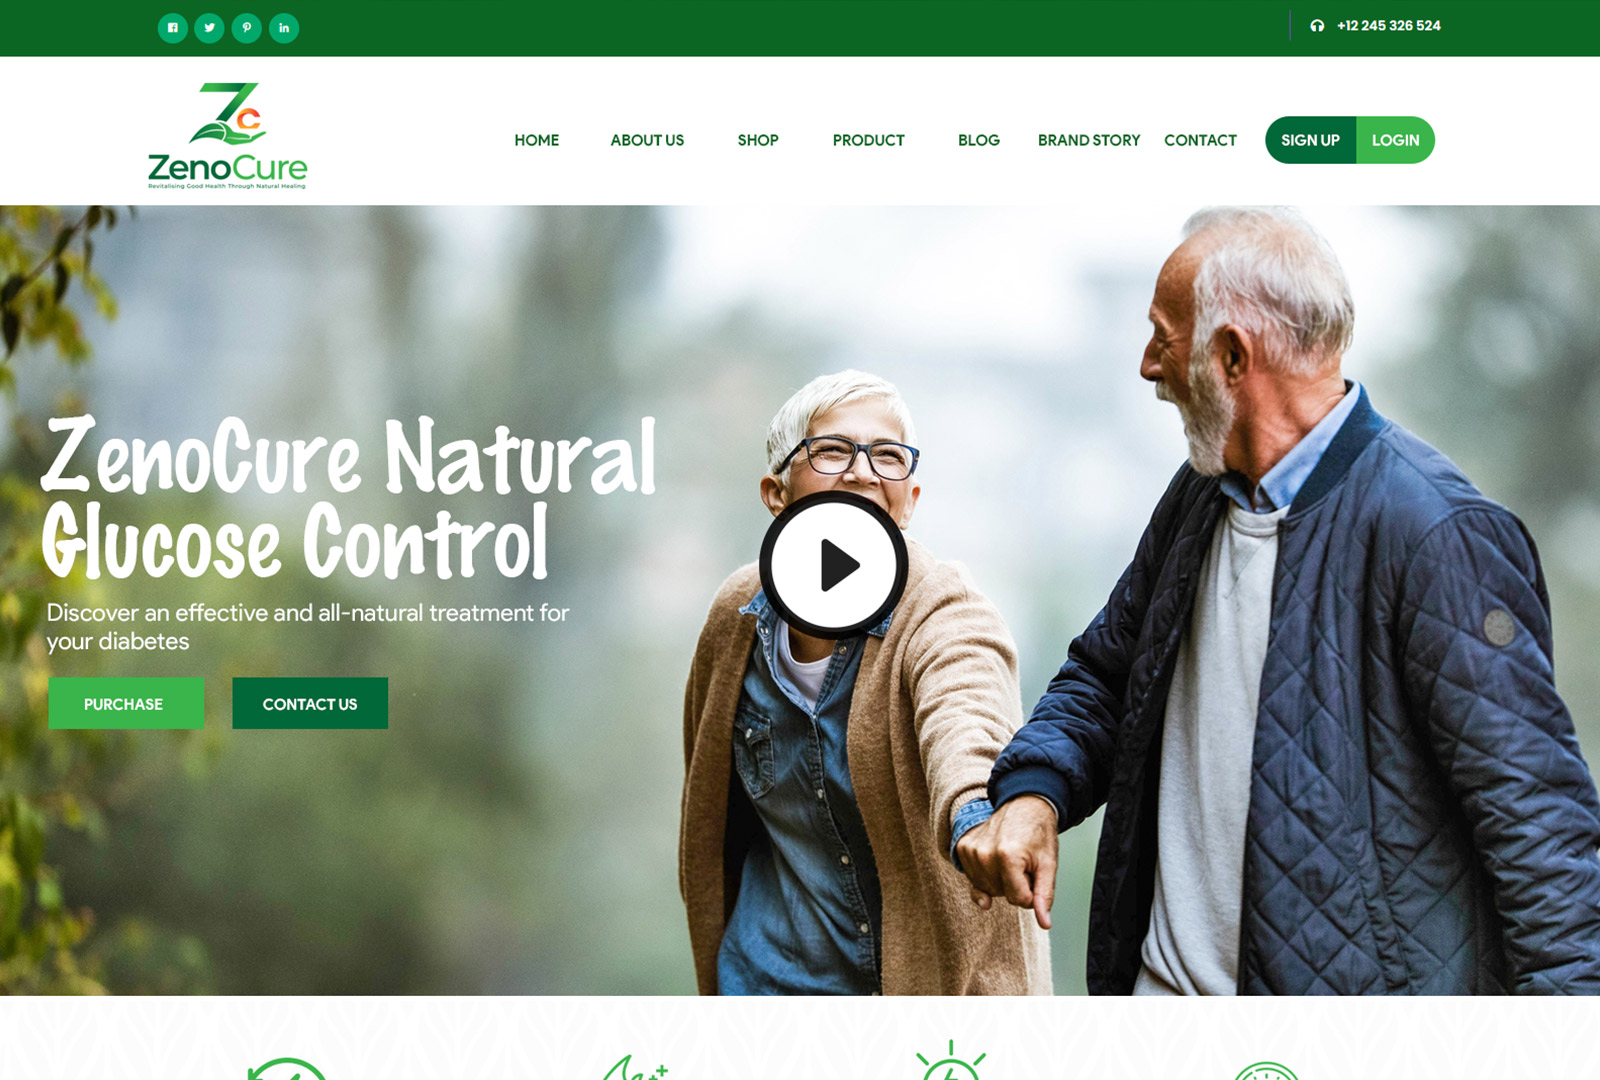 +12 245 326 524
Zc
ZenoCure
Revitalising Good Health Through Natural Healing
HOME
ABOUT US
SHOP
PRODUCT
BLOG
BRAND STORY
CONTACT
SIGN UP
LOGIN
ZenoCure Natural
Glucose Control
Discover an effective and all-natural treatment for
your diabetes
PURCHASE
CONTACT US